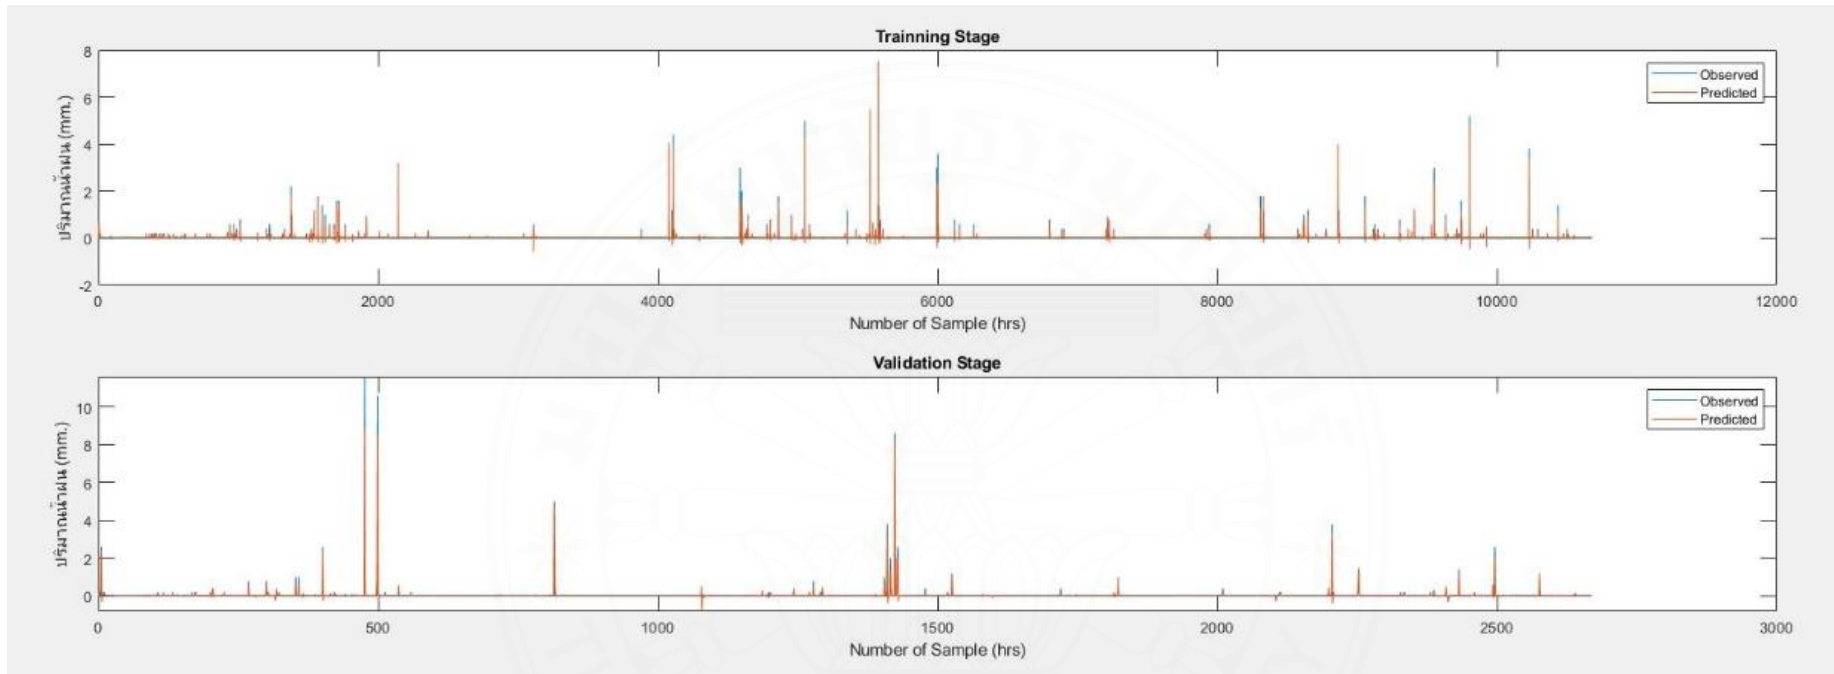 Trainning Stage
8
6
4
2
0
-2
ปริมาณน้ำฝน (mm.)
Observed
Predicted
0 2000 4000 6000 8000 10000 12000
Number of Sample (hrs)
Validation Stage
10
8
6
4
2
0
ปริมาณน้ำฝน (mm.)
Observed
Predicted
0 500 1000 1500 2000 2500 3000
Number of Sample (hrs)